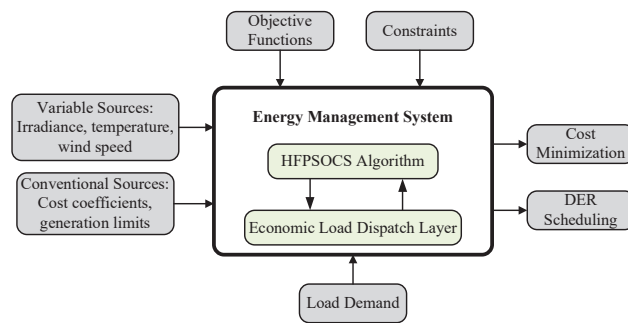 Objective
Functions
Constraints
Variable Sources:
Irradiance, temperature,
wind speed
Conventional Sources:
Cost coefficients,
generation limits
Energy Management System
HFPSOCS Algorithm
Economic Load Dispatch Layer
Cost
Minimization
DER
Scheduling
Load Demand